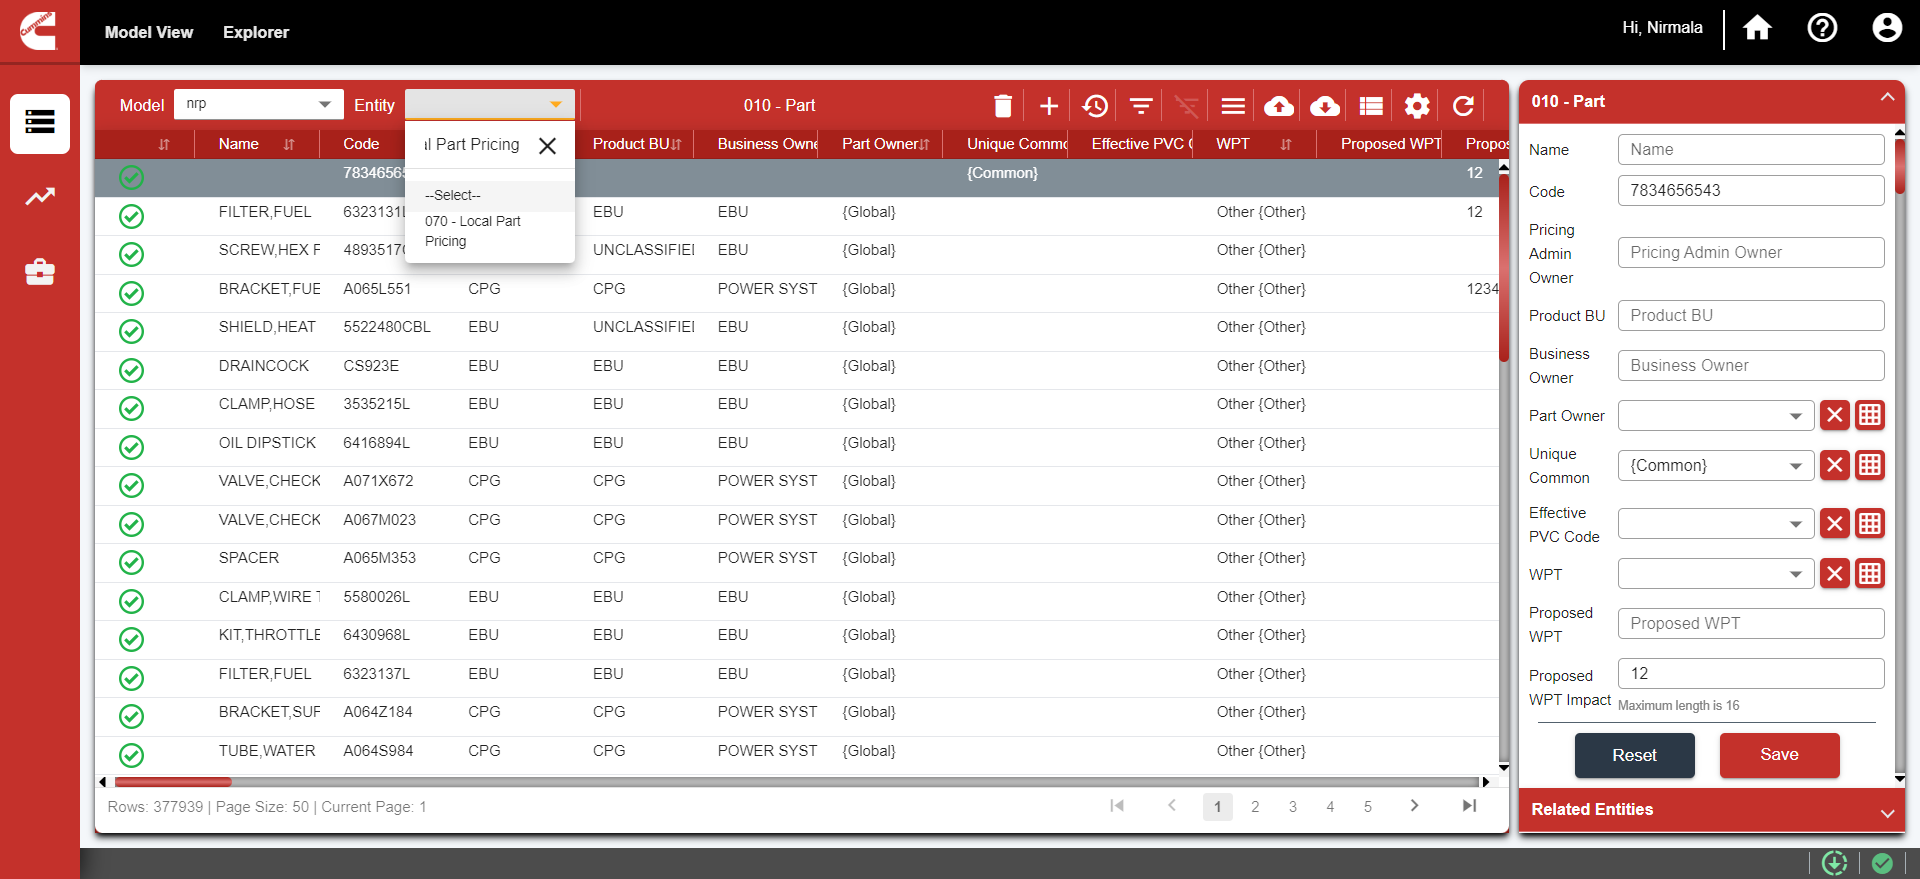 Cummins
Model View
Explorer
Hi, Nirmala
Model
nrp
Entity
010 - Part
l Part Pricing
--Select--
070 - Local Part
Pricing
Name Code Product BU Business Owne Part Owner Unique Commo Effective PVC WPT Proposed WPT Propos
7834656 {Common} 12
FILTER,FUEL 6323131 EBU EBU {Global} Other {Other} 12
SCREW,HEX F 4893517 UNCLASSIFIED EBU {Global} Other {Other}
BRACKET,FUE A065L551 CPG CPG POWER SYST {Global} Other {Other} 1234
SHIELD,HEAT 5522480CBL EBU UNCLASSIFIED EBU {Global} Other {Other}
DRAINCOCK CS923E EBU EBU EBU {Global} Other {Other}
CLAMP,HOSE 3535215L EBU EBU EBU {Global} Other {Other}
OIL DIPSTICK 6416894L EBU EBU EBU {Global} Other {Other}
VALVE,CHECK A071X672 CPG CPG POWER SYST {Global} Other {Other}
VALVE,CHECK A067M023 CPG CPG POWER SYST {Global} Other {Other}
SPACER A065M353 CPG CPG POWER SYST {Global} Other {Other}
CLAMP,WIRE T 5580026L EBU EBU EBU {Global} Other {Other}
KIT,THROTTLE 6430968L EBU EBU EBU {Global} Other {Other}
FILTER,FUEL 6323137L EBU EBU EBU {Global} Other {Other}
BRACKET,SUF A064Z184 CPG CPG POWER SYST {Global} Other {Other}
TUBE,WATER A064S984 CPG CPG POWER SYST {Global} Other {Other}
Rows: 377939 | Page Size: 50 | Current Page: 1
1 2 3 4 5
010 - Part
Name Name
Code 7834656543
Pricing
Admin
Owner
Pricing Admin Owner
Product BU Product BU
Business
Owner
Business Owner
Part Owner
Unique
Common
{Common}
Effective
PVC Code
WPT
Proposed
WPT
Proposed WPT
Proposed
WPT Impact
12
Maximum length is 16
Reset
Save
Related Entities